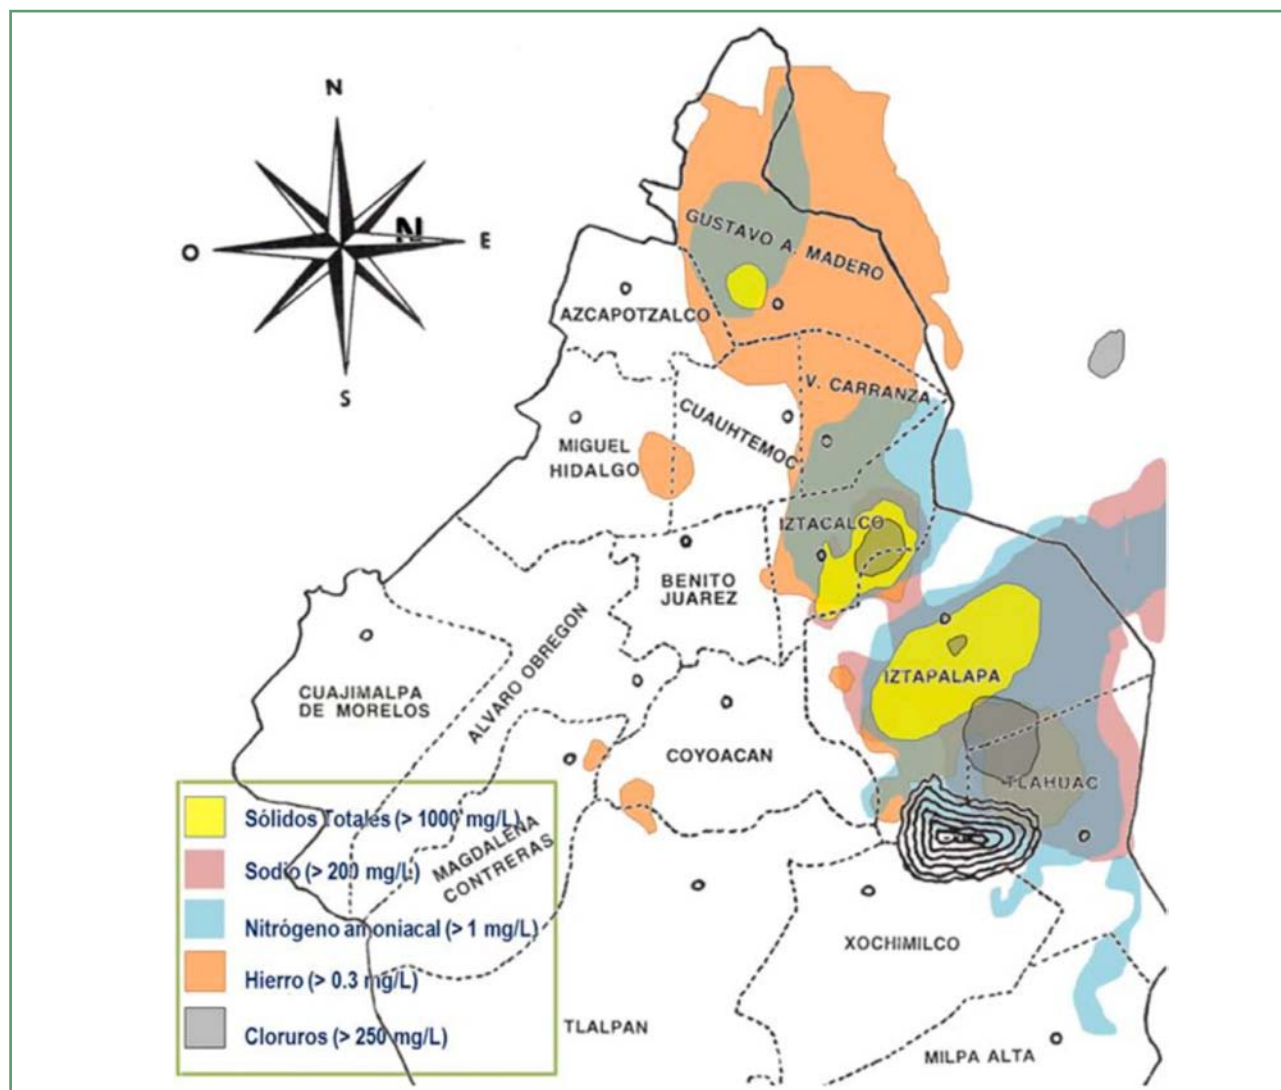 N
N
O
E
S
GUSTAVO A. MADERO
AZCAPOTZALCO
V. CARRANZA
CUAUHTEMOC
MIGUEL
HIDALGO
IZTACALCO
BENITO
JUAREZ
ALVARO OBREGON
IZTAPALAPA
CUAJIMALPA
DE MORELOS
COYOACAN
TLAHUAC
Sólidos Totales (> 1000 mg/L)
MAGDALENA
CONTRERAS
Sodio (> 200 mg/L)
Nitrógeno amoniacal (> 1 mg/L)
Hierro (> 0.3 mg/L)
Cloruros (> 250 mg/L)
XOCHIMILCO
TLALPAN
MILPA ALTA